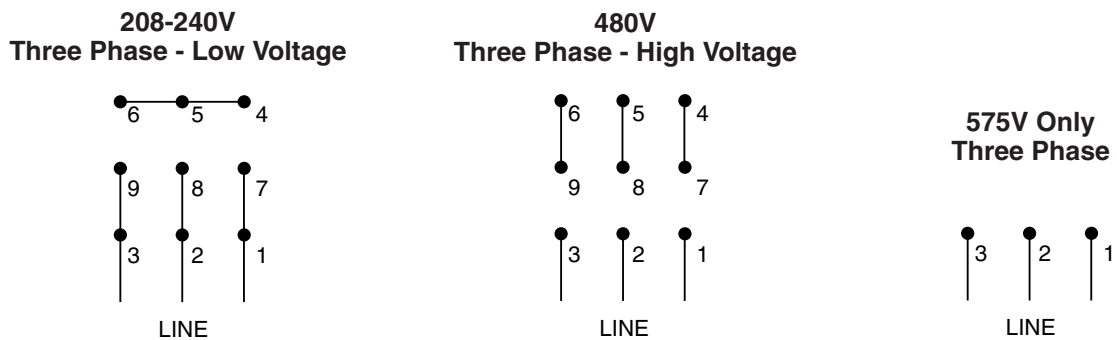 208-240V
Three Phase - Low Voltage
6 5 4
9 8 7
3 2 1
LINE
480V
Three Phase - High Voltage
6 5 4
9 8 7
3 2 1
LINE
575V Only
Three Phase
3 2 1
LINE